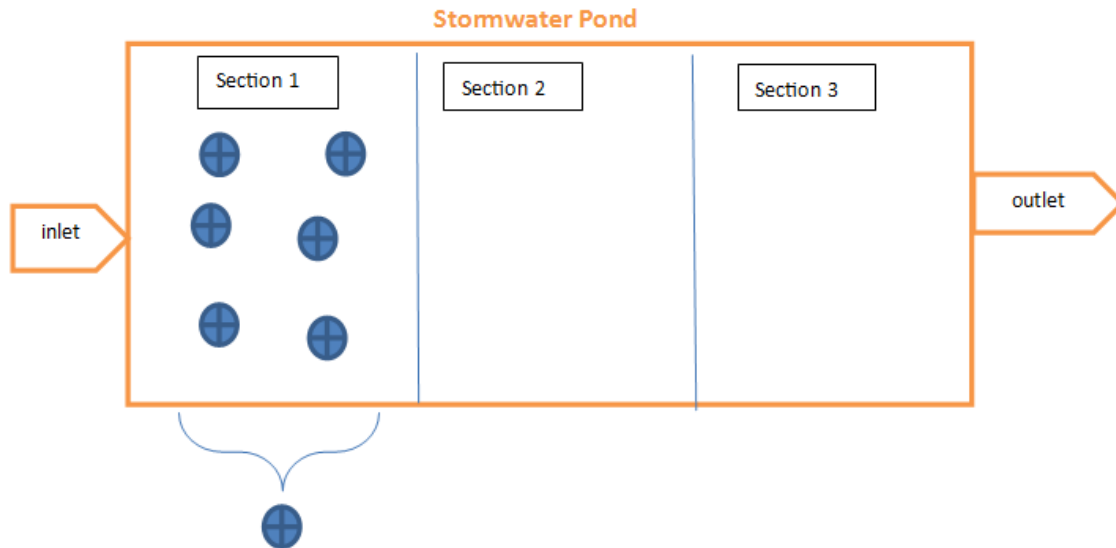 Stormwater Pond
Section 1
Section 2
Section 3
inlet
outlet